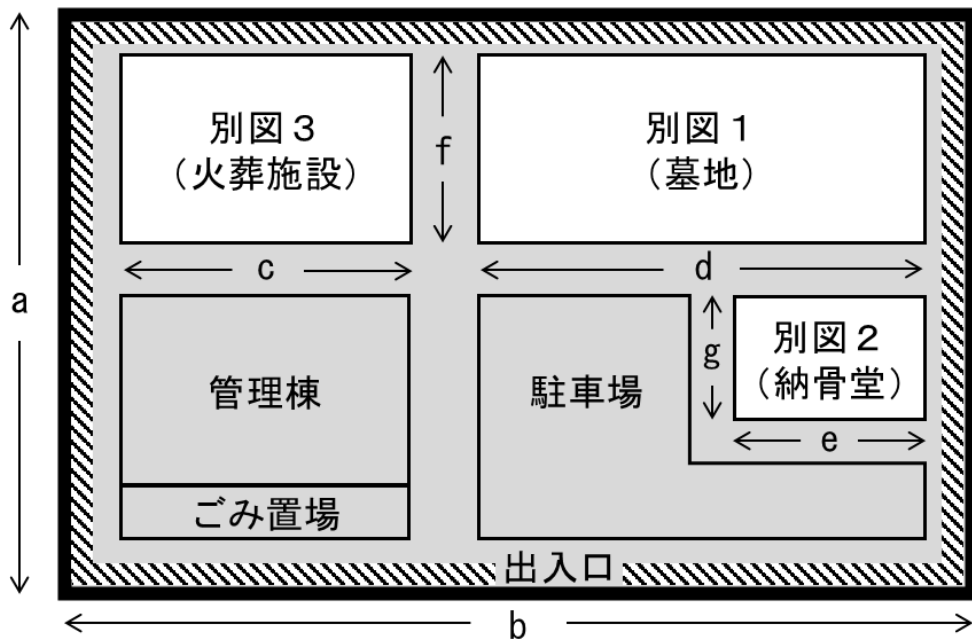 別図３
（火葬施設）
f
別図１
（墓地）
c
d
a
管理棟
ごみ置場
駐車場
g
別図２
（納骨堂）
e
出入口
b